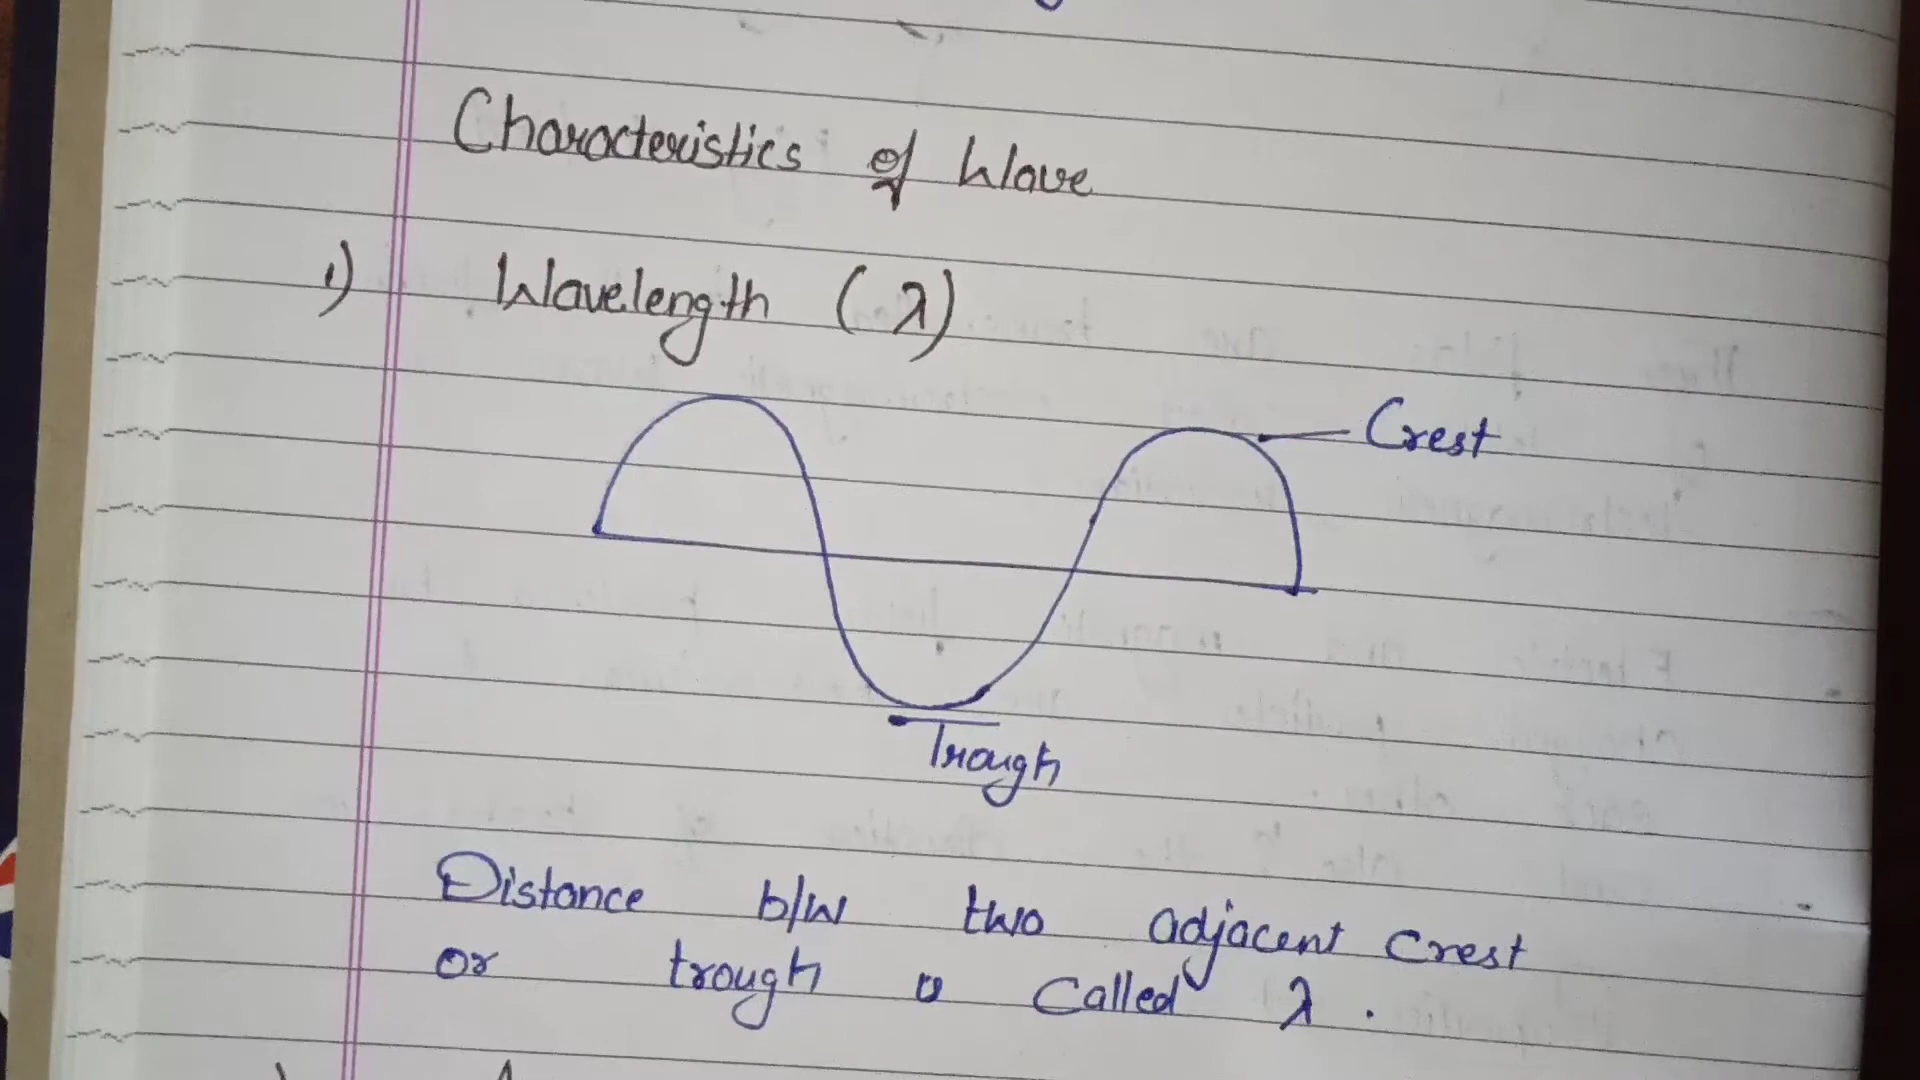 Characteristics of Wave
1) Wavelength (λ)
Crest
Trough
Distance b/w two adjacent crest
or trough is called λ.